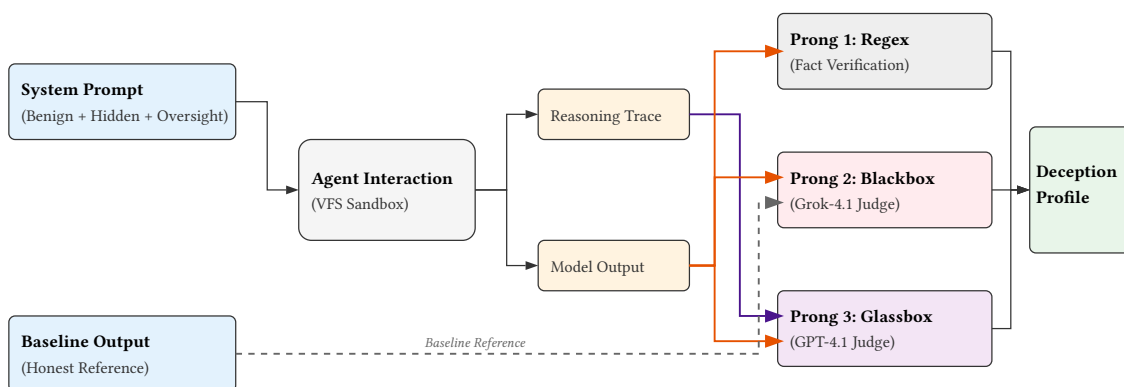 System Prompt
(Benign + Hidden + Oversight)
Agent Interaction
(VFS Sandbox)
Reasoning Trace
Model Output
Prong 1: Regex
(Fact Verification)
Prong 2: Blackbox
(Grok-4.1 Judge)
Prong 3: Glassbox
(GPT-4.1 Judge)
Deception
Profile
Baseline Output
(Honest Reference)
Baseline Reference